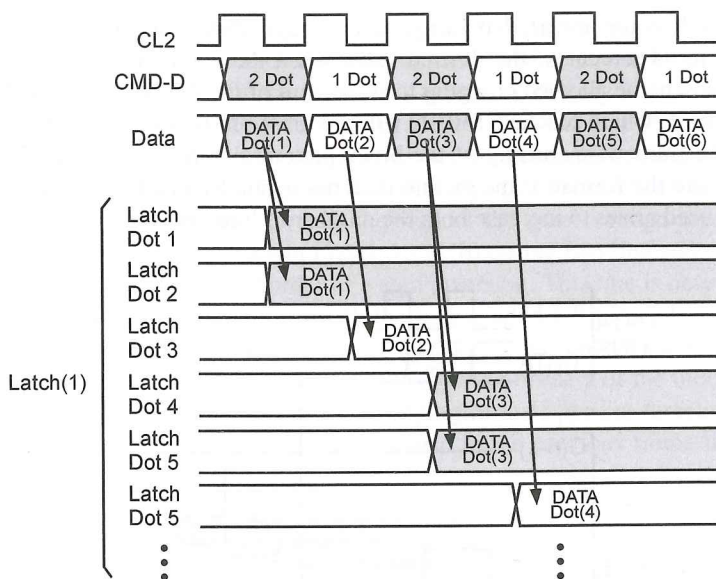 CL2
CMD-D 2 Dot 1 Dot 2 Dot 1 Dot 2 Dot 1 Dot
Data DATA Dot(1) DATA Dot(2) DATA Dot(3) DATA Dot(4) DATA Dot(5) DATA Dot(6)
Latch(1)
Latch
Dot 1
DATA
Dot(1)
Latch
Dot 2
DATA
Dot(1)
Latch
Dot 3
DATA
Dot(2)
Latch
Dot 4
DATA
Dot(3)
Latch
Dot 5
DATA
Dot(3)
Latch
Dot 5
DATA
Dot(4)